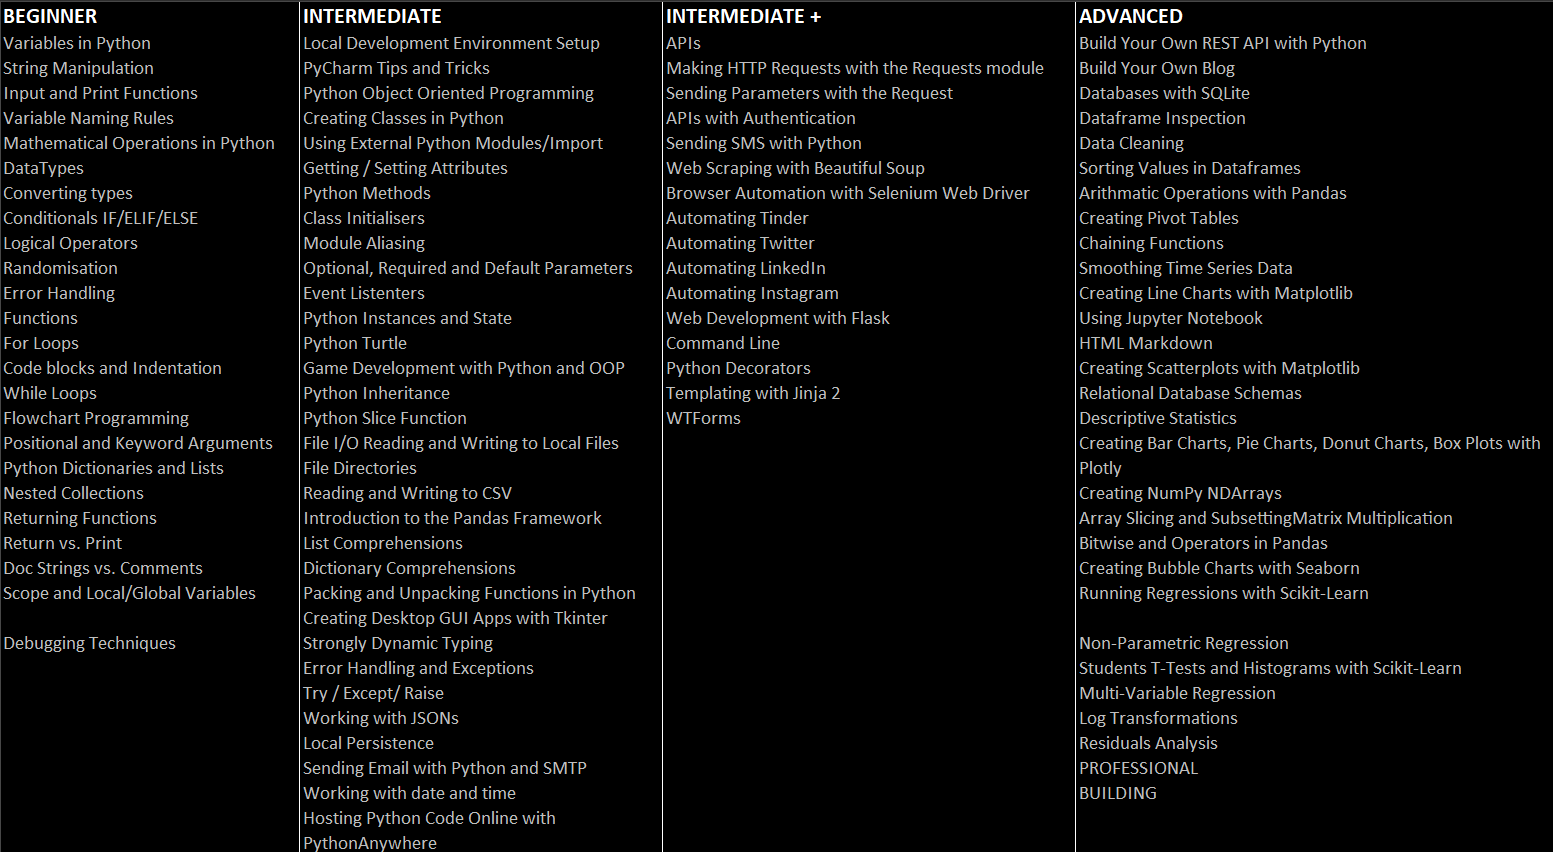 BEGINNER
Variables in Python
String Manipulation
Input and Print Functions
Variable Naming Rules
Mathematical Operations in Python
DataTypes
Converting types
Conditionals IF/ELIF/ELSE
Logical Operators
Randomisation
Error Handling
Functions
For Loops
Code blocks and Indentation
While Loops
Flowchart Programming
Positional and Keyword Arguments
Python Dictionaries and Lists
Nested Collections
Returning Functions
Return vs. Print
Doc Strings vs. Comments
Scope and Local/Global Variables
Debugging Techniques
INTERMEDIATE
Local Development Environment Setup
PyCharm Tips and Tricks
Python Object Oriented Programming
Creating Classes in Python
Using External Python Modules/Import
Getting / Setting Attributes
Python Methods
Class Initialisers
Module Aliasing
Optional, Required and Default Parameters
Event Listenters
Python Instances and State
Python Turtle
Game Development with Python and OOP
Python Inheritance
Python Slice Function
File I/O Reading and Writing to Local Files
File Directories
Reading and Writing to CSV
Introduction to the Pandas Framework
List Comprehensions
Dictionary Comprehensions
Packing and Unpacking Functions in Python
Creating Desktop GUI Apps with Tkinter
Strongly Dynamic Typing
Error Handling and Exceptions
Try / Except/ Raise
Working with JSONs
Local Persistence
Sending Email with Python and SMTP
Working with date and time
Hosting Python Code Online with
PythonAnywhere
INTERMEDIATE +
APIs
Making HTTP Requests with the Requests module
Sending Parameters with the Request
APIs with Authentication
Sending SMS with Python
Web Scraping with Beautiful Soup
Browser Automation with Selenium Web Driver
Automating Tinder
Automating Twitter
Automating LinkedIn
Automating Instagram
Web Development with Flask
Command Line
Python Decorators
Templating with Jinja 2
WTForms
ADVANCED
Build Your Own REST API with Python
Build Your Own Blog
Databases with SQLite
Dataframe Inspection
Data Cleaning
Sorting Values in Dataframes
Arithmatic Operations with Pandas
Creating Pivot Tables
Chaining Functions
Smoothing Time Series Data
Creating Line Charts with Matplotlib
Using Jupyter Notebook
HTML Markdown
Creating Scatterplots with Matplotlib
Relational Database Schemas
Descriptive Statistics
Creating Bar Charts, Pie Charts, Donut Charts, Box Plots with
Plotly
Creating NumPy NDArrays
Array Slicing and SubsettingMatrix Multiplication
Bitwise and Operators in Pandas
Creating Bubble Charts with Seaborn
Running Regressions with Scikit-Learn
Non-Parametric Regression
Students T-Tests and Histograms with Scikit-Learn
Multi-Variable Regression
Log Transformations
Residuals Analysis
PROFESSIONAL
BUILDING